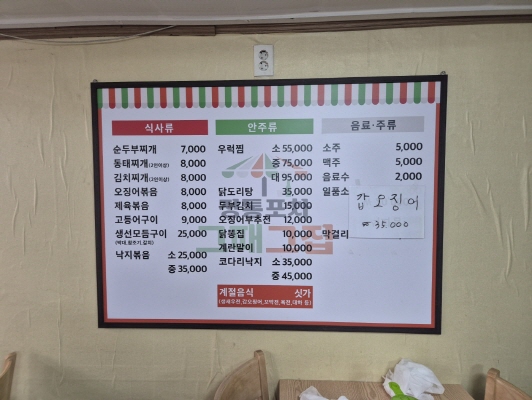 식사류
순두부찌개 7,000
동태찌개(2인이상) 8,000
김치찌개(2인이상) 8,000
오징어볶음 8,000
제육볶음 8,000
고등어구이 9,000
생선모듬구이 25,000
낙지볶음 소 25,000
중 35,000
안주류
우럭찜 소 55,000
중 75,000
대 95,000
닭도리탕 35,000
두부김치 15,000
오징어부추전 12,000
닭똥집 10,000
계란말이 10,000
코다리낙지 소 35,000
중 45,000
계절음식 싯가
음료·주류
소주 5,000
맥주 5,000
음료수 2,000
일품소
막걸리
갑오징어
35.000